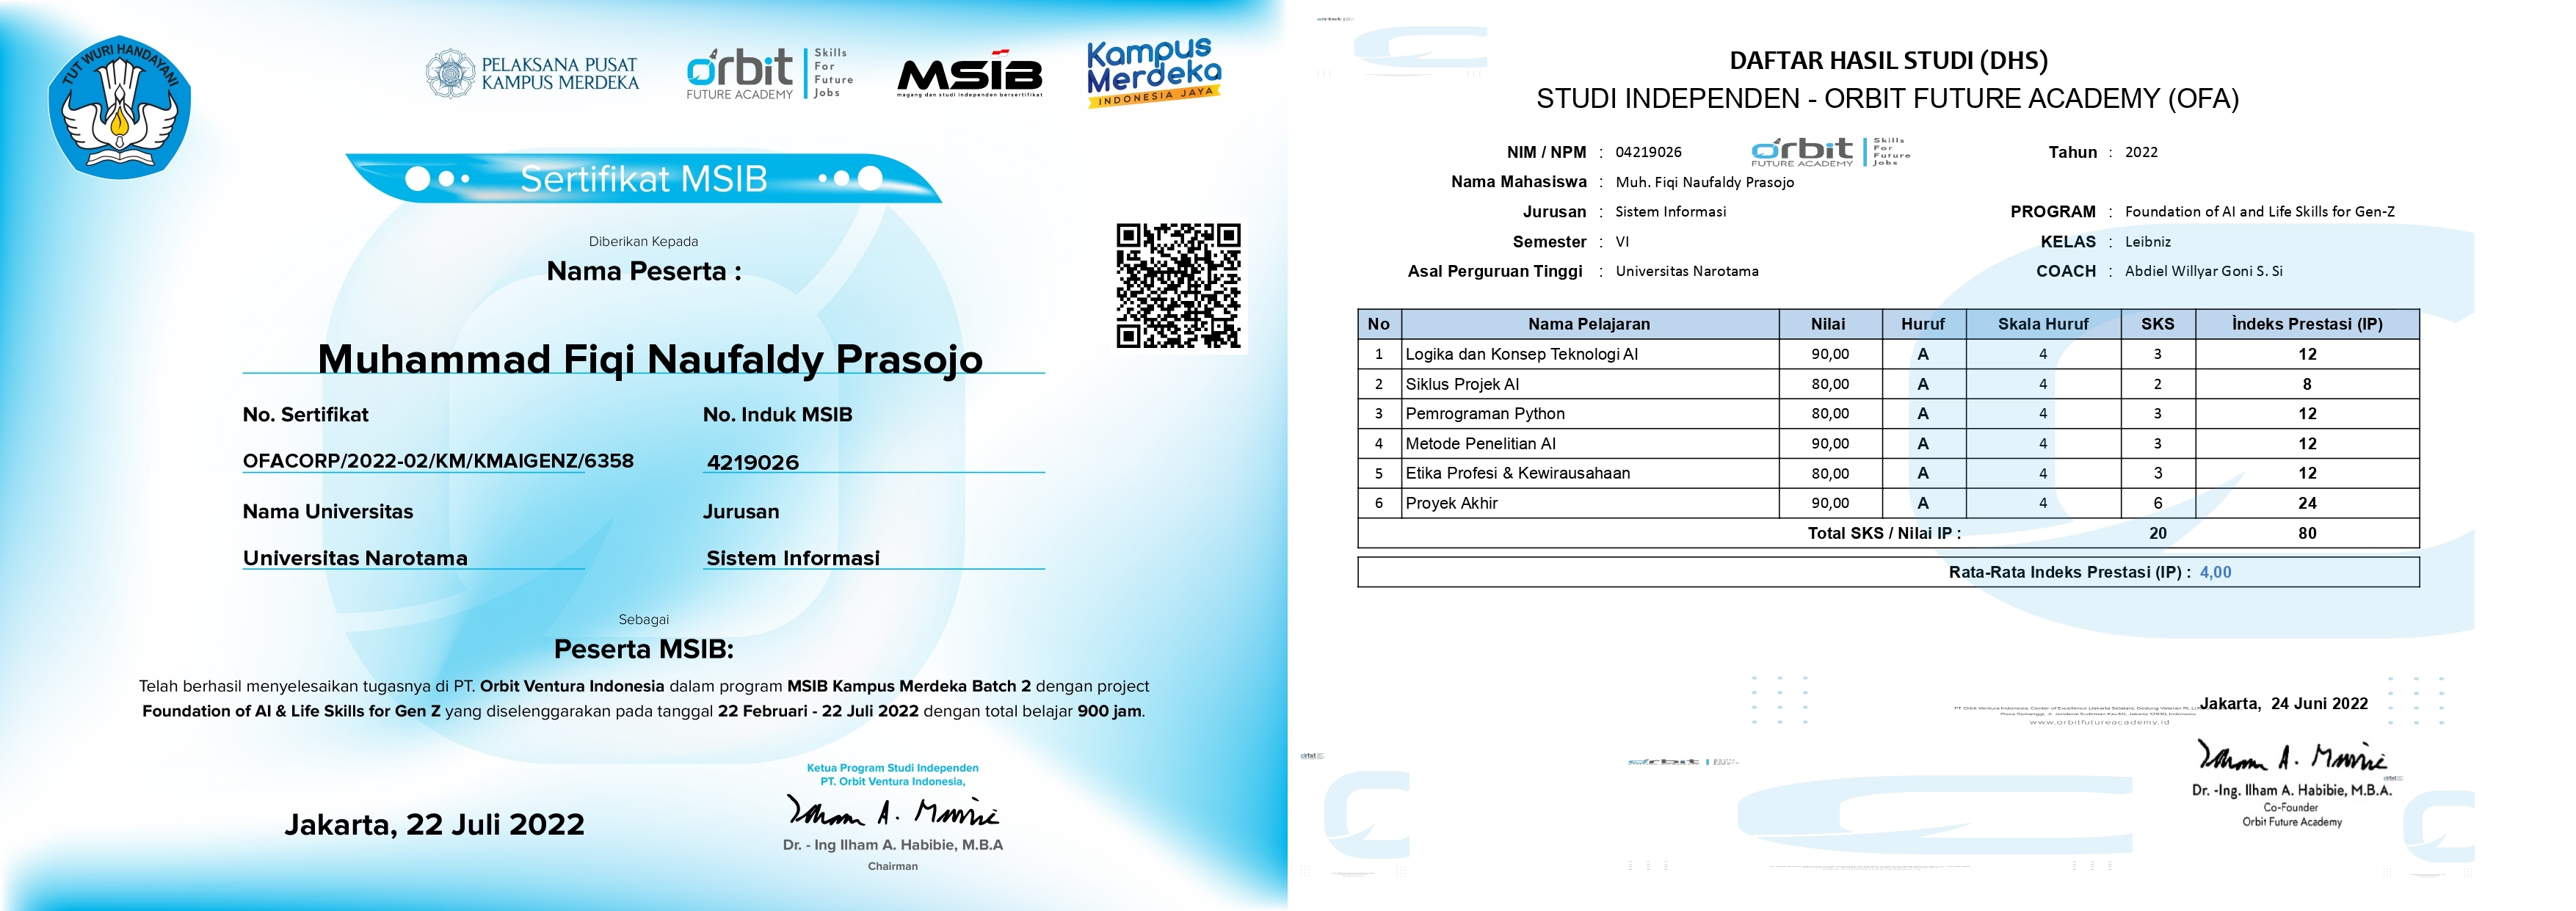 TUT WURI HANDAYANI
PELAKSANA PUSAT
KAMPUS MERDEKA
orbit
FUTURE ACADEMY
Skills
For
Future
Jobs
MSIB
magang dan studi independen bersertifikat
Kampus
Merdeka
INDONESIA JAYA
Sertifikat MSIB
Diberikan Kepada
Nama Peserta :
Muhammad Fiqi Naufaldy Prasojo
No. Sertifikat No. Induk MSIB
OFACORP/2022-02/KM/KMAIGENZ/6358 4219026
Nama Universitas Jurusan
Universitas Narotama Sistem Informasi
Sebagai
Peserta MSIB:
Telah berhasil menyelesaikan tugasnya di PT. Orbit Ventura Indonesia dalam program MSIB Kampus Merdeka Batch 2 dengan project
Foundation of AI & Life Skills for Gen Z yang diselenggarakan pada tanggal 22 Februari - 22 Juli 2022 dengan total belajar 900 jam.
Ketua Program Studi Independen
PT. Orbit Ventura Indonesia,
Jakarta, 22 Juli 2022
Dr. - Ing Ilham A. Habibie, M.B.A
Chairman
DAFTAR HASIL STUDI (DHS)
STUDI INDEPENDEN - ORBIT FUTURE ACADEMY (OFA)
orbit
FUTURE ACADEMY
Skills
For
Future
Jobs
NIM / NPM : 04219026 Tahun : 2022
Nama Mahasiswa : Muh. Fiqi Naufaldy Prasojo
Jurusan : Sistem Informasi PROGRAM : Foundation of AI and Life Skills for Gen-Z
Semester : VI KELAS : Leibniz
Asal Perguruan Tinggi : Universitas Narotama COACH : Abdiel Willyar Goni S. Si
No Nama Pelajaran Nilai Huruf Skala Huruf SKS Indeks Prestasi (IP)
1 Logika dan Konsep Teknologi AI 90,00 A 4 3 12
2 Siklus Projek AI 80,00 A 4 2 8
3 Pemrograman Python 80,00 A 4 3 12
4 Metode Penelitian AI 90,00 A 4 3 12
5 Etika Profesi & Kewirausahaan 80,00 A 4 3 12
6 Proyek Akhir 90,00 A 4 6 24
Total SKS / Nilai IP : 20 80
Rata-Rata Indeks Prestasi (IP) : 4,00
Jakarta, 24 Juni 2022
www.orbitfutureacademy.id
orbit
Dr. -Ing. Ilham A. Habibie, M.B.A.
Co-Founder
Orbit Future Academy